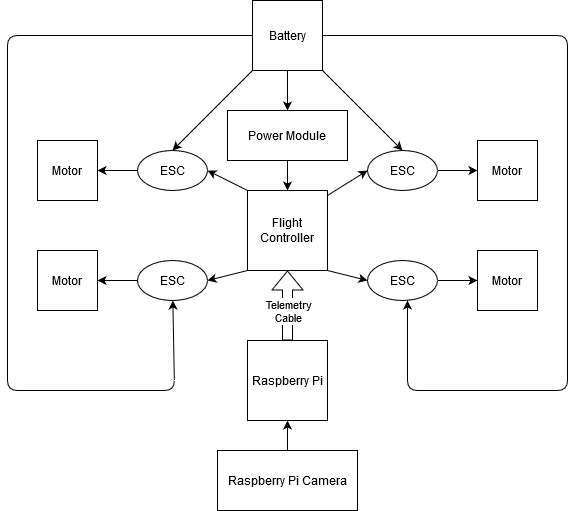 Battery
Power Module
Motor
ESC
ESC
Motor
Flight
Controller
Motor
ESC
ESC
Motor
Telemetry
Cable
Raspberry Pi
Raspberry Pi Camera